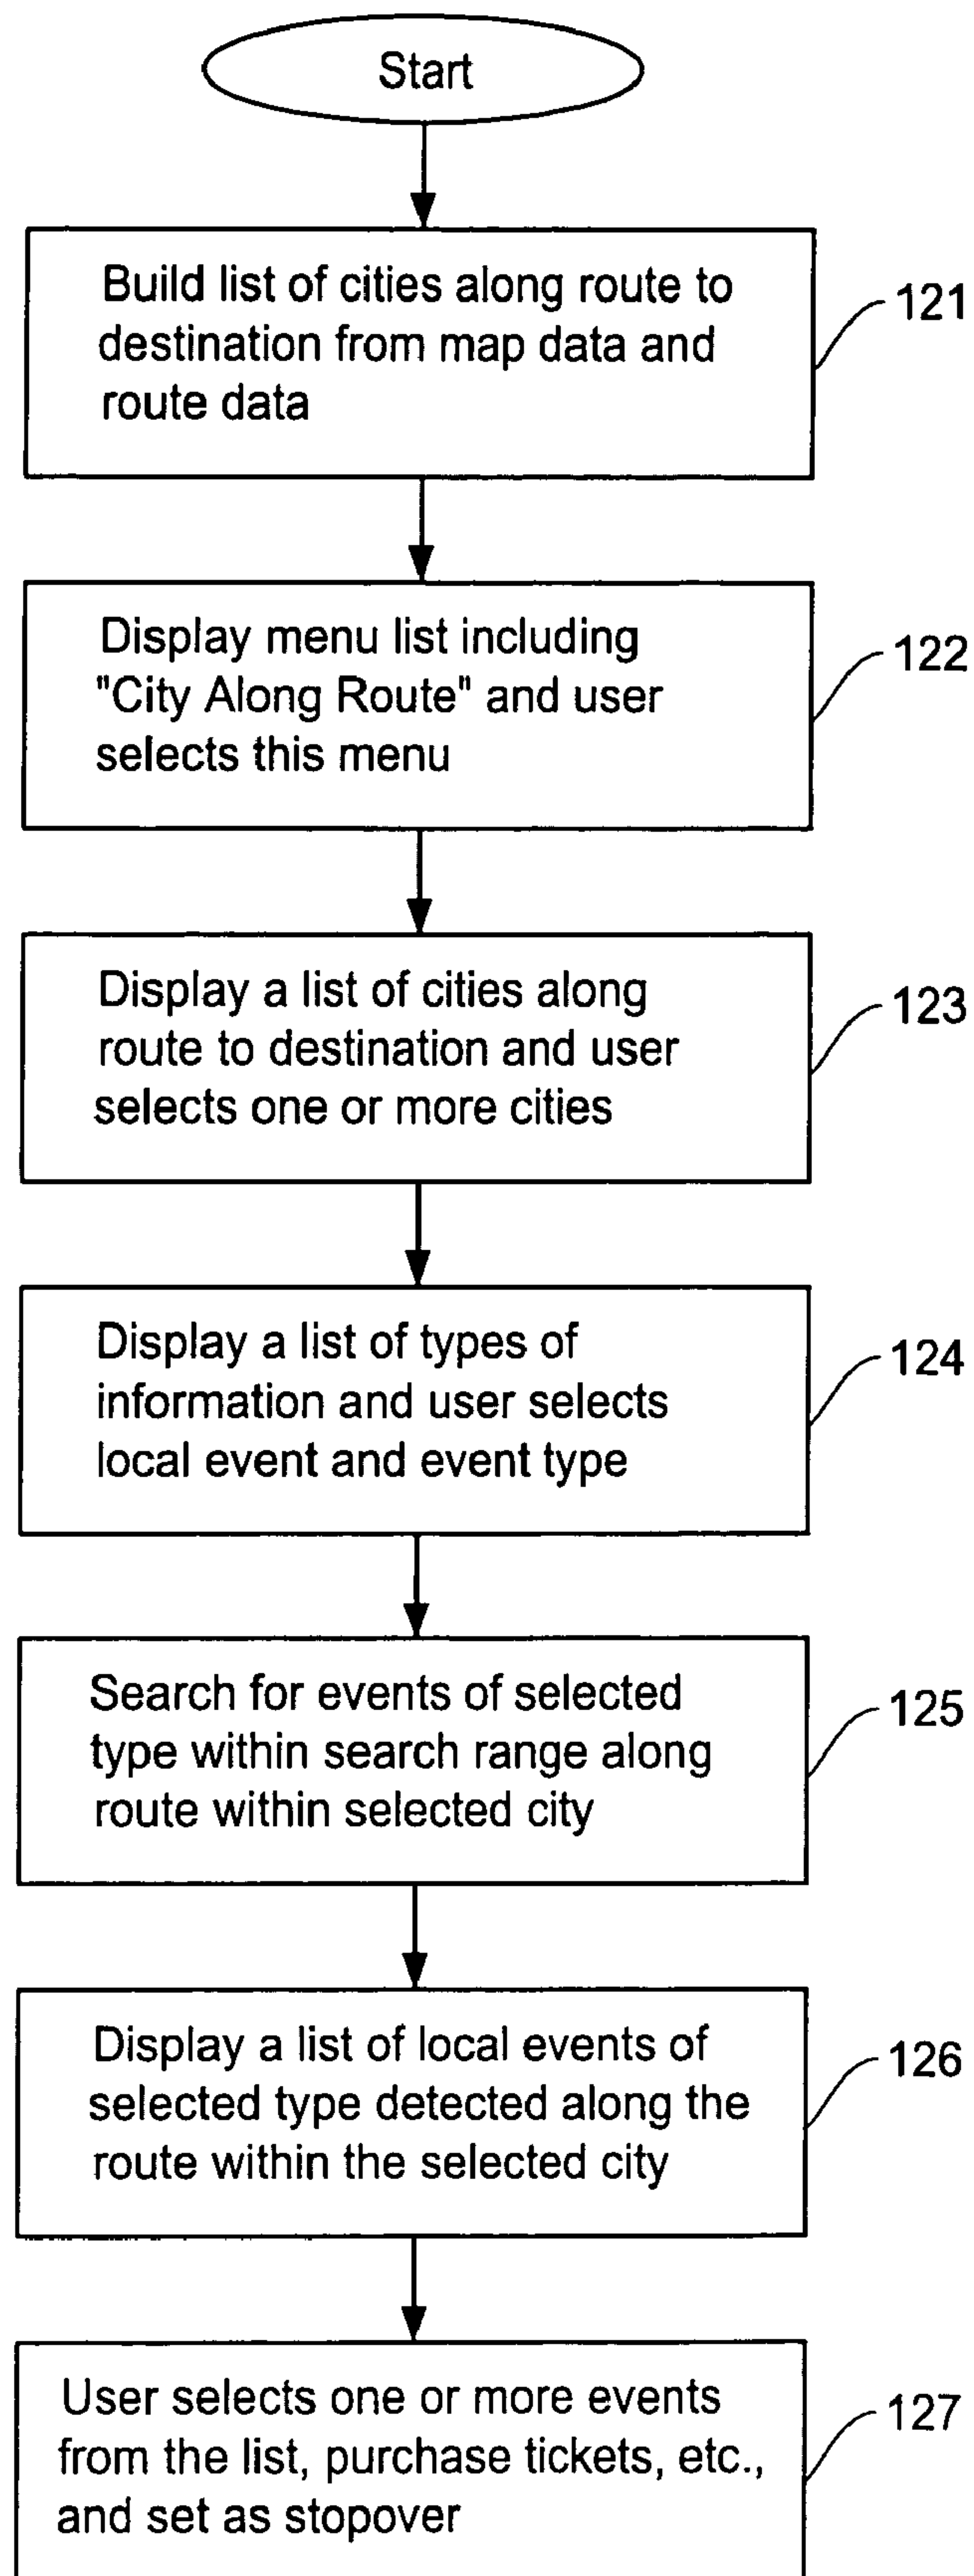 Start
Build list of cities along route to
destination from map data and
route data
121
Display menu list including
"City Along Route" and user
selects this menu
122
Display a list of cities along
route to destination and user
selects one or more cities
123
Display a list of types of
information and user selects
local event and event type
124
Search for events of selected
type within search range along
route within selected city
125
Display a list of local events of
selected type detected along the
route within the selected city
126
User selects one or more events
from the list, purchase tickets, etc.,
and set as stopover
127